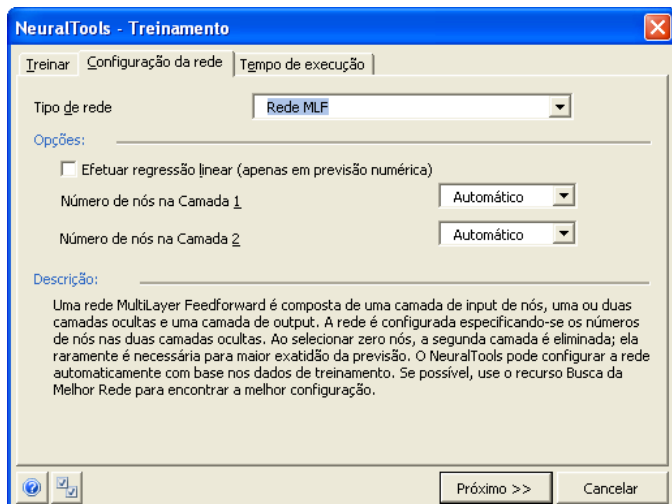 NeuralTools - Treinamento
Treinar
Configuração da rede
Tempo de execução
Tipo de rede
Rede MLF
Opções:
Efetuar regressão linear (apenas em previsão numérica)
Número de nós na Camada 1
Automático
Número de nós na Camada 2
Automático
Descrição:
Uma rede MultiLayer Feedforward é composta de uma camada de input de nós, uma ou duas
camadas ocultas e uma camada de output. A rede é configurada especificando-se os números
de nós nas duas camadas ocultas. Ao selecionar zero nós, a segunda camada é eliminada; ela
raramente é necessária para maior exatidão da previsão. O NeuralTools pode configurar a rede
automaticamente com base nos dados de treinamento. Se possível, use o recurso Busca da
Melhor Rede para encontrar a melhor configuração.
Próximo >>
Cancelar